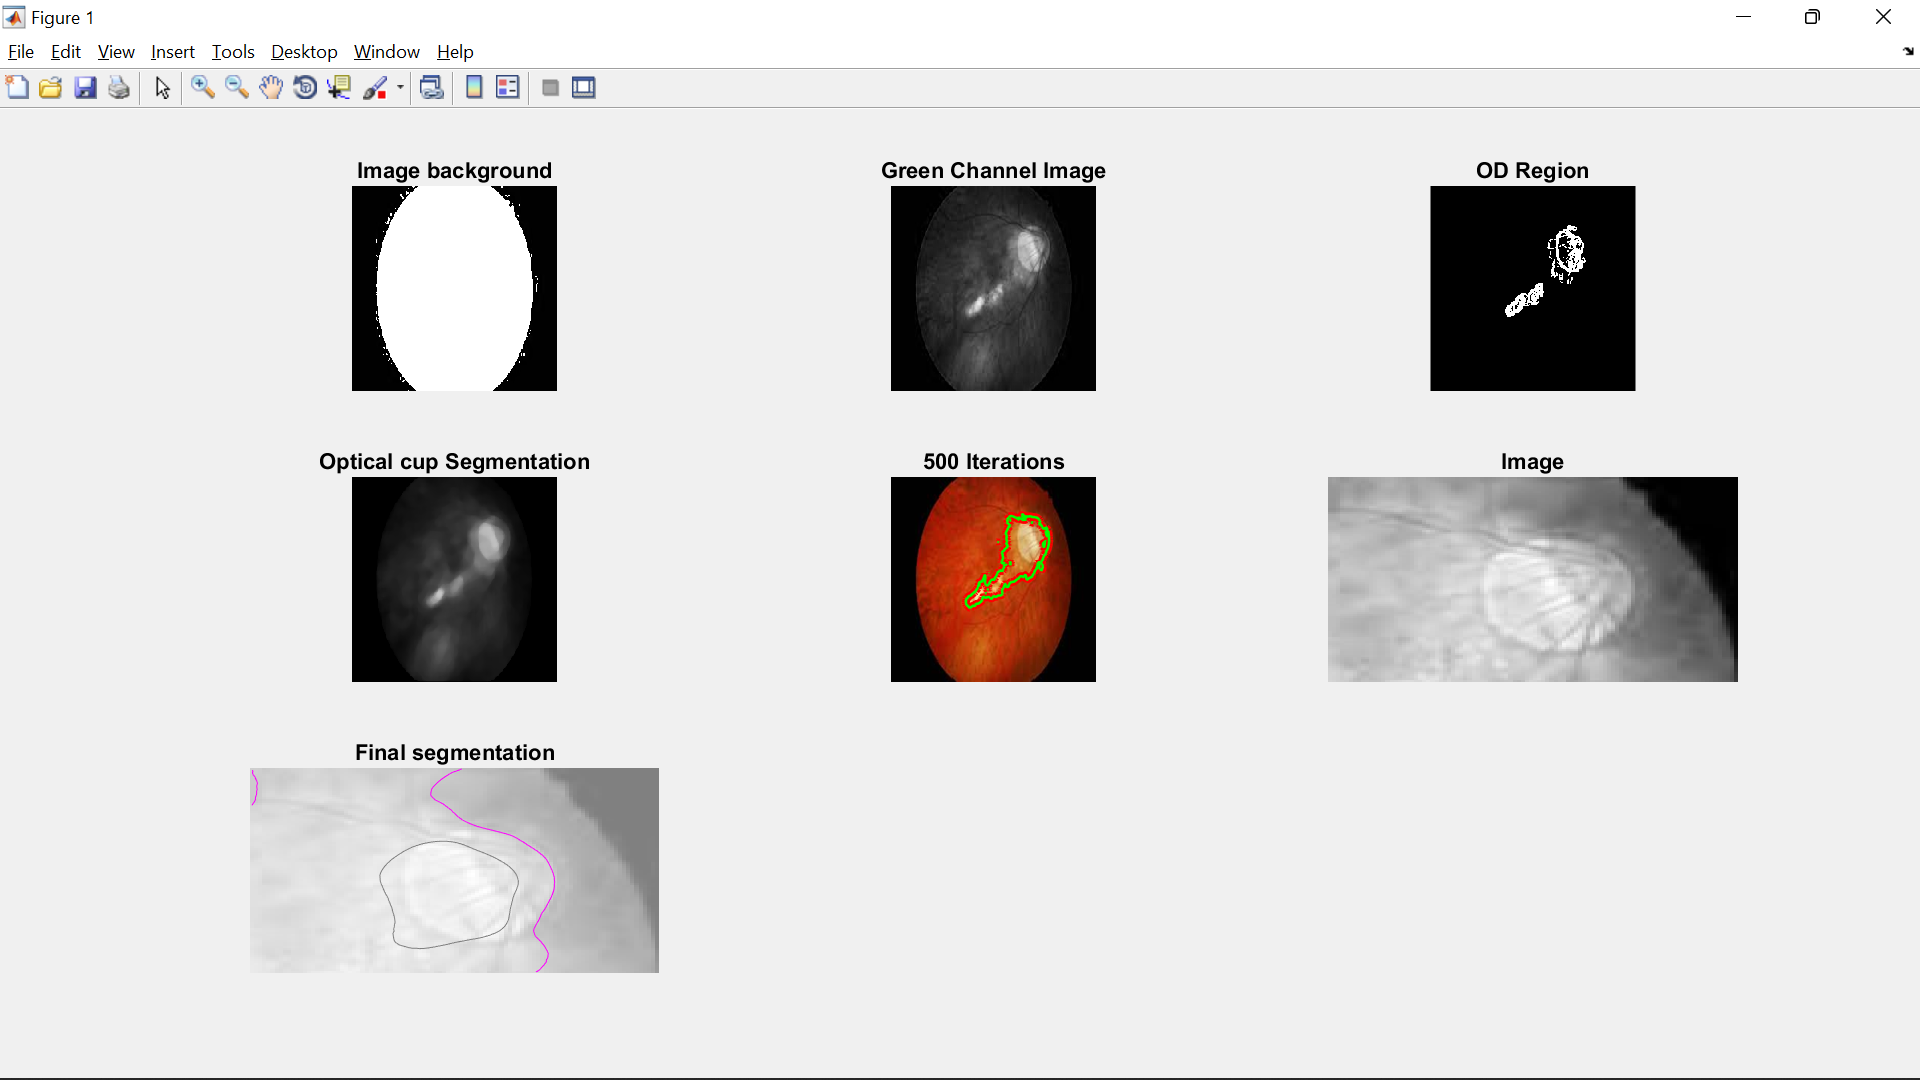 Figure 1
File Edit View Insert Tools Desktop Window Help
Image background
Green Channel Image
OD Region
Optical cup Segmentation
500 Iterations
Image
Final segmentation